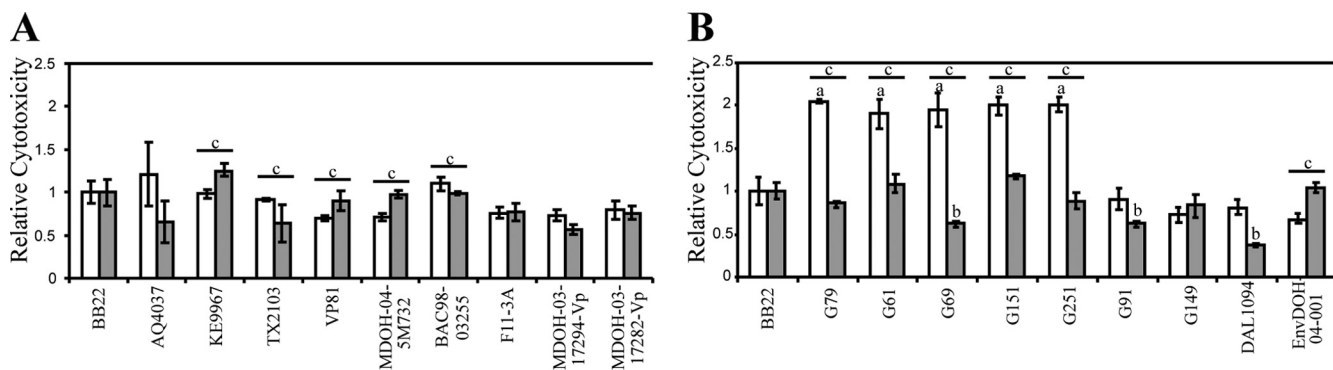 A
Relative Cytotoxicity
2.5
2
1.5
1
0.5
0
c
c
c
c
c
BB22
AQ4037
KE9967
TX2103
VP81
MDOH-04-
5M732
BAC98-
03255
F11-3A
MDOH-03-
17294-Vp
MDOH-03-
17282-Vp
B
Relative Cytotoxicity
2.5
2
1.5
1
0.5
0
c
c
c
c
c
a
a
a
a
a
b
b
b
c
BB22
G79
G61
G69
G151
G251
G91
G149
DAL1094
EnvDOH-
04-001